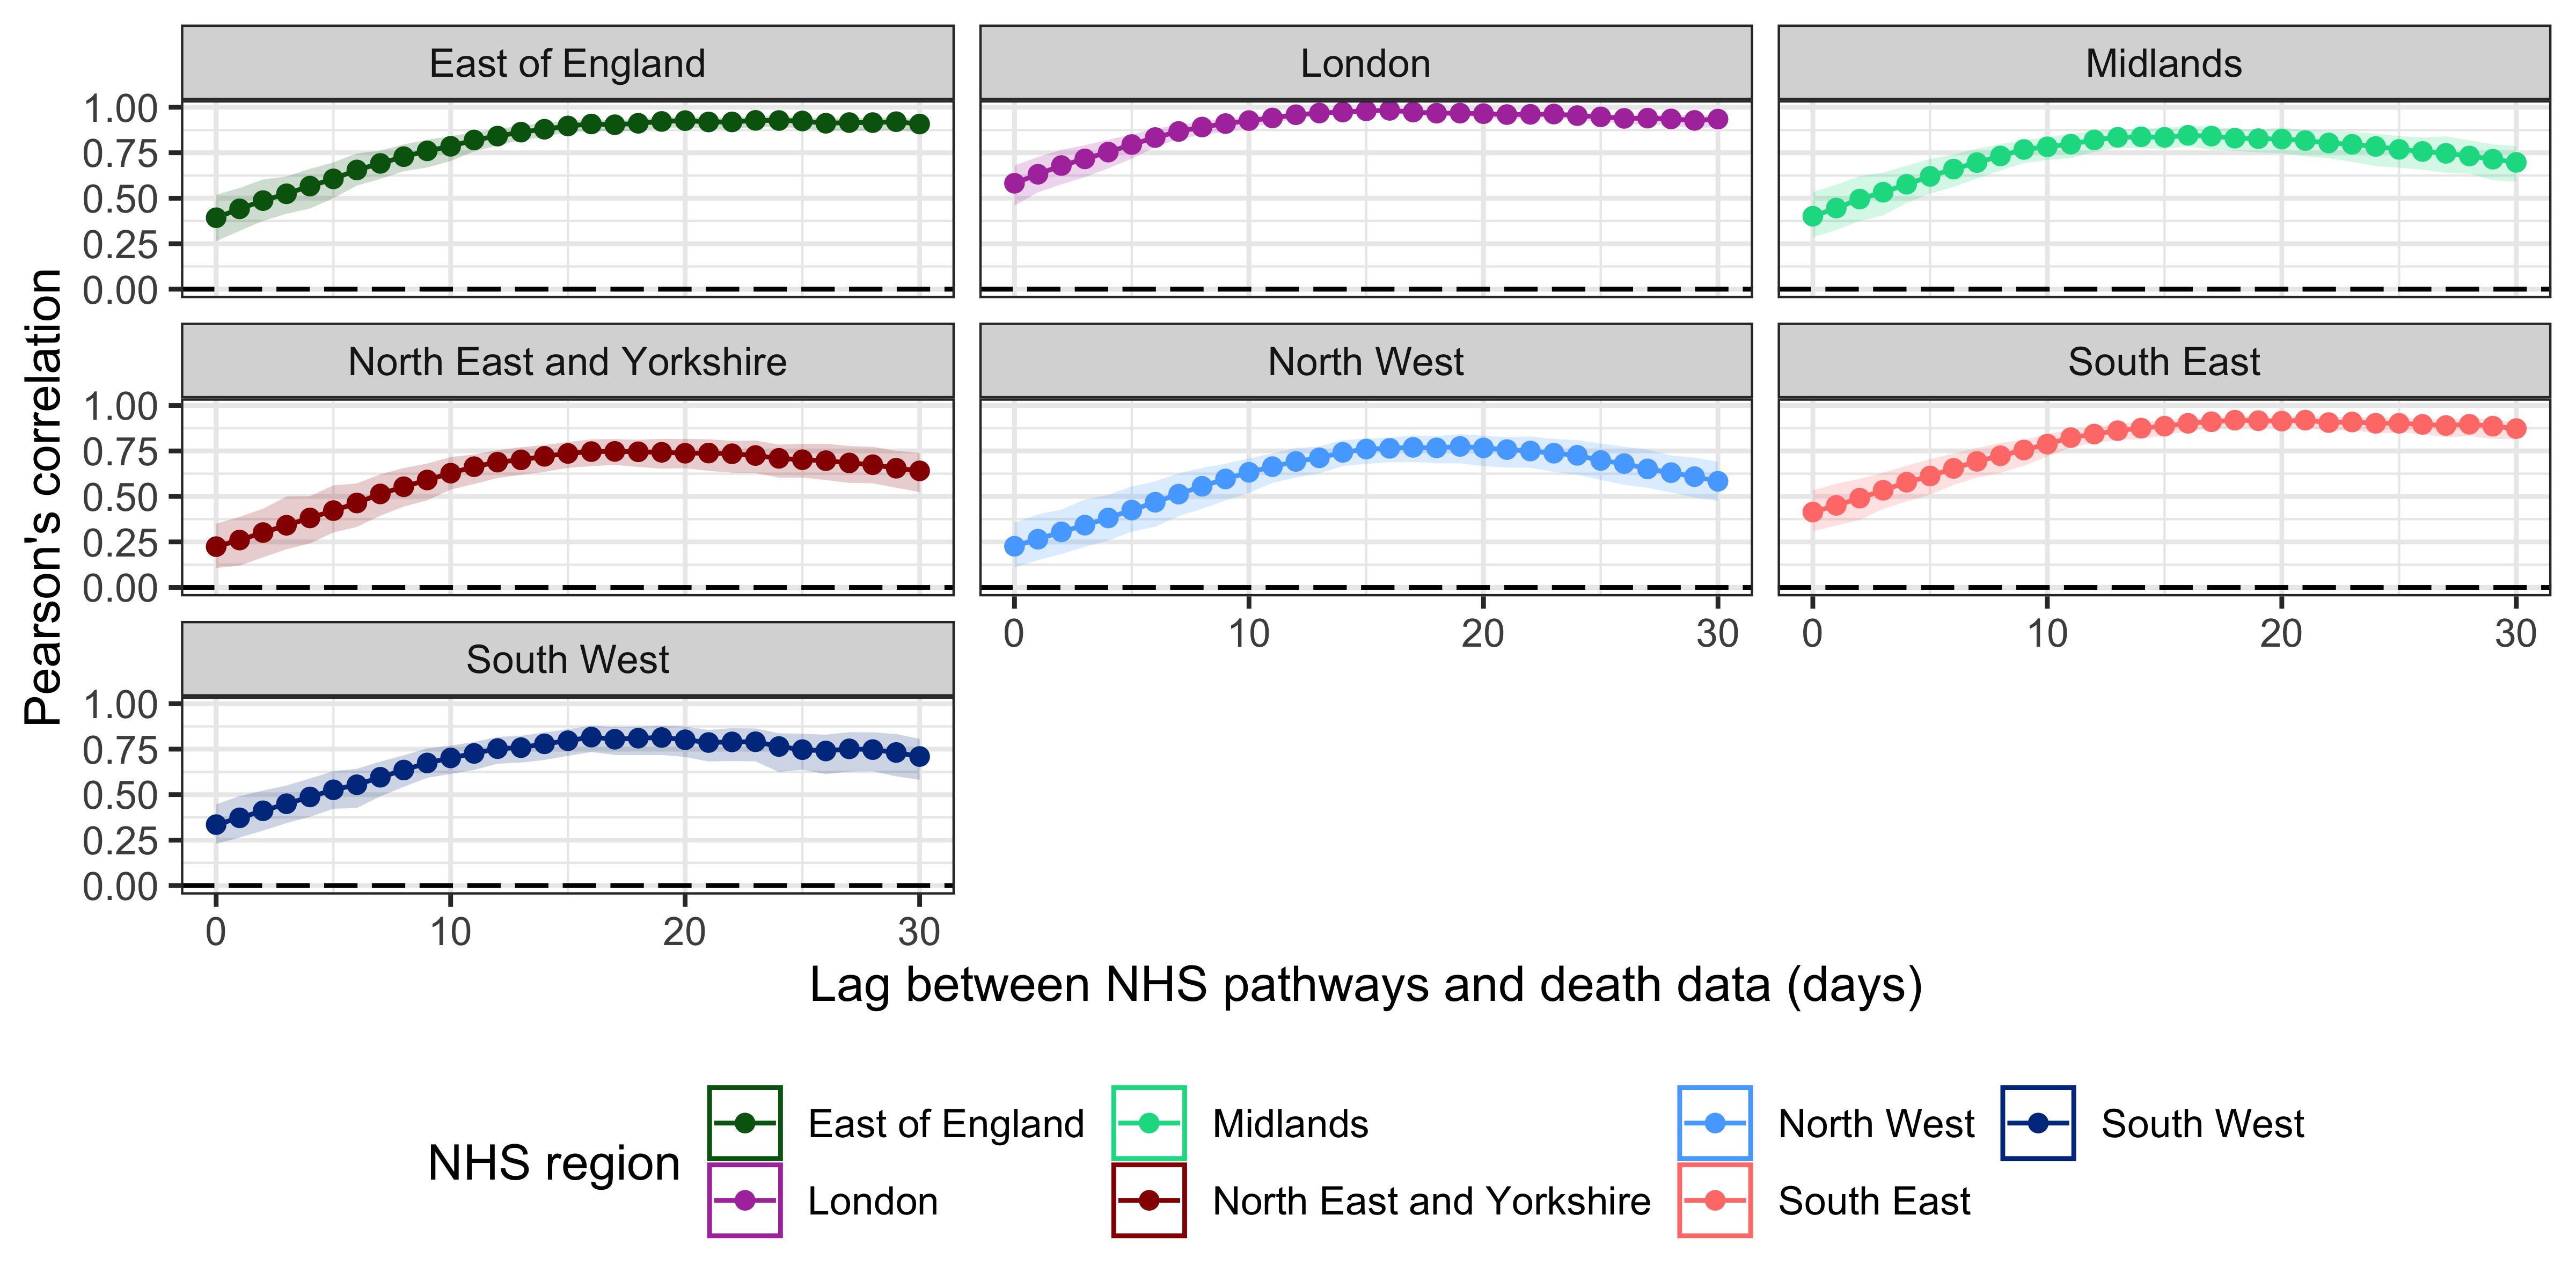 East of England
London
Midlands
1.00
0.75
0.50
0.25
0.00
North East and Yorkshire
North West
South East
1.00
0.75
0.50
0.25
0.00
0 10 20 30
0 10 20 30
South West
1.00
0.75
0.50
0.25
0.00
0 10 20 30
Pearson's correlation
Lag between NHS pathways and death data (days)
NHS region
East of England
London
Midlands
North East and Yorkshire
North West
South East
South West